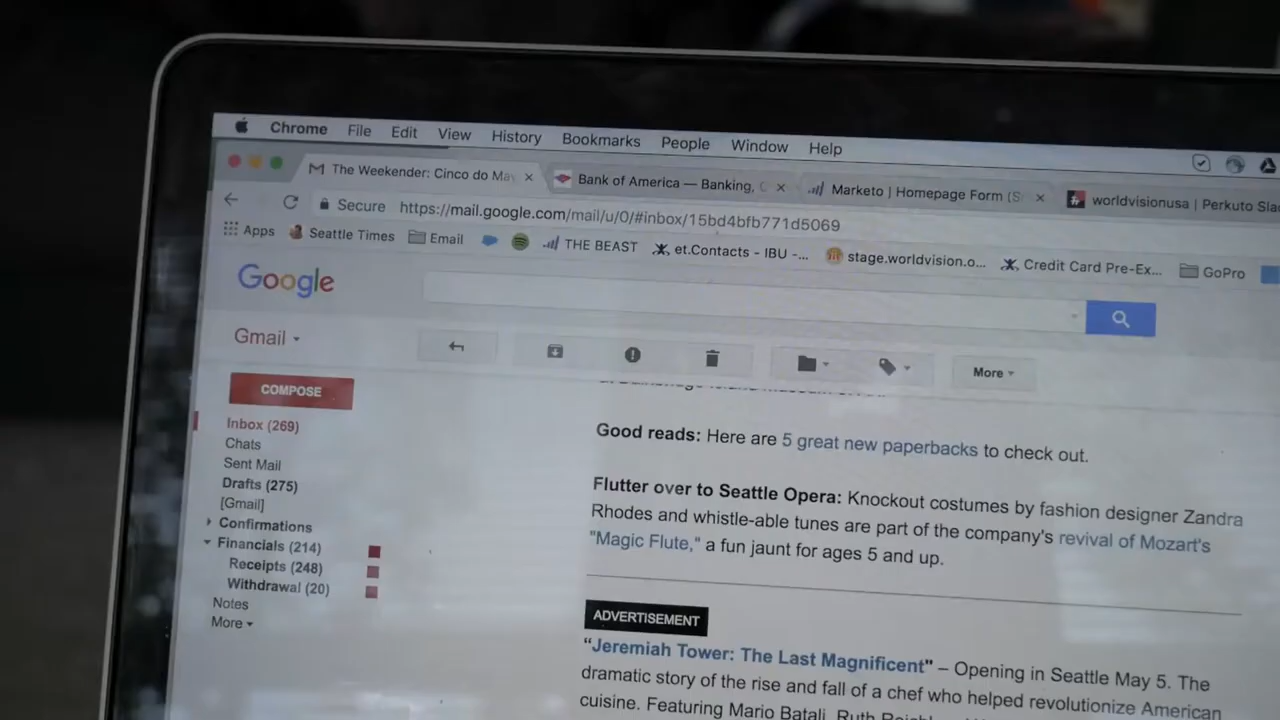 Chrome File Edit View History Bookmarks People Window Help
The Weekender: Cinco do May Bank of America — Banking, C Marketo | Homepage Form (S worldvisionusa | Perkuto Sla
Secure https://mail.google.com/mail/u/0/#inbox/15bd4bfb771d5069
Apps Seattle Times Email THE BEAST et.Contacts - IBU -... stage.worldvision.o... Credit Card Pre-Ex... GoPro
Google
Gmail
More
COMPOSE
Inbox (269)
Chats
Sent Mail
Drafts (275)
[Gmail]
Confirmations
Financials (214)
Receipts (248)
Withdrawal (20)
Notes
More
Good reads: Here are 5 great new paperbacks to check out.
Flutter over to Seattle Opera: Knockout costumes by fashion designer Zandra
Rhodes and whistle-able tunes are part of the company's revival of Mozart's
"Magic Flute," a fun jaunt for ages 5 and up.
ADVERTISEMENT
"Jeremiah Tower: The Last Magnificent" – Opening in Seattle May 5. The
dramatic story of the rise and fall of a chef who helped revolutionize American
cuisine. Featuring Mario Batali, Ruth